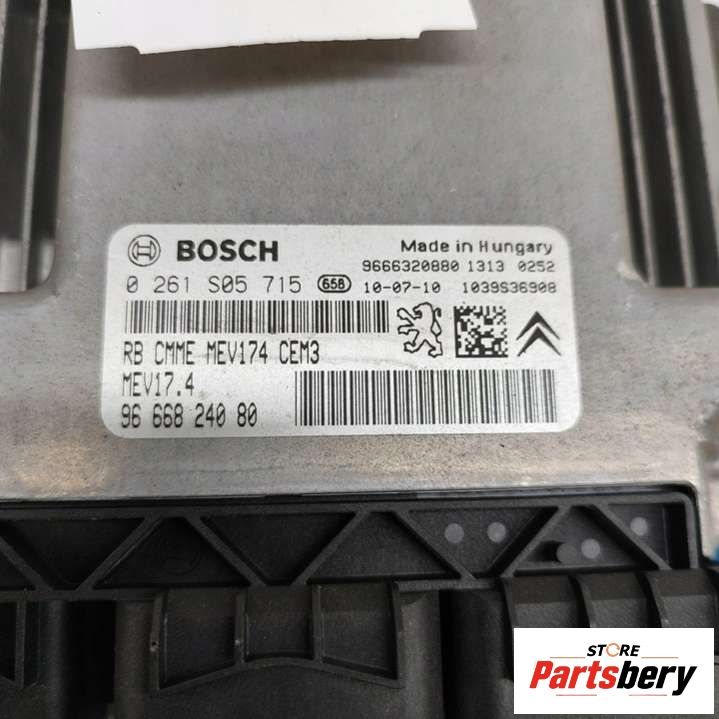 BOSCH
Made in Hungary
9666320880 1313 0252
0 261 S05 715 658 10-07-10 1039S36908
RB CMME MEV174 CEM3
MEV17.4
96 668 240 80
STORE
Partsbery